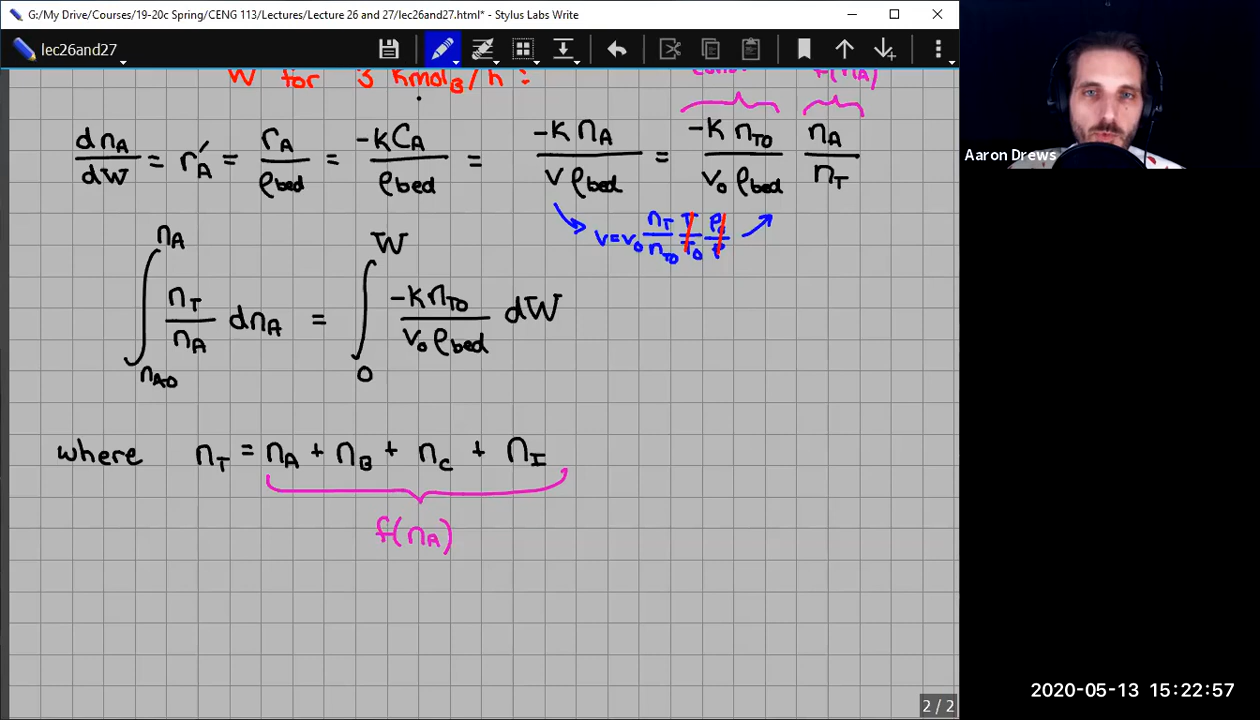 G:/My Drive/Courses/19-20c Spring/CENG 113/Lectures/Lecture 26 and 27/lec26and27.html* - Stylus Labs Write
lec26and27
W for 3 Kmol_B/h :
const f(n_A)
dn_A/dW = r_A' = r_A/ρ_bed = -K C_A/ρ_bed = -K n_A/(v ρ_bed) = -K n_T0/(v_0 ρ_bed) n_A/n_T
v = v_0 n_T/n_T0 T/T_0 P_0/P
∫_{n_A0}^{n_A} n_T/n_A dn_A = ∫_0^W -K n_T0/(v_0 ρ_bed) dW
where n_T = n_A + n_B + n_C + n_I
f(n_A)
2 / 2
Aaron Drews
2020-05-13 15:22:57